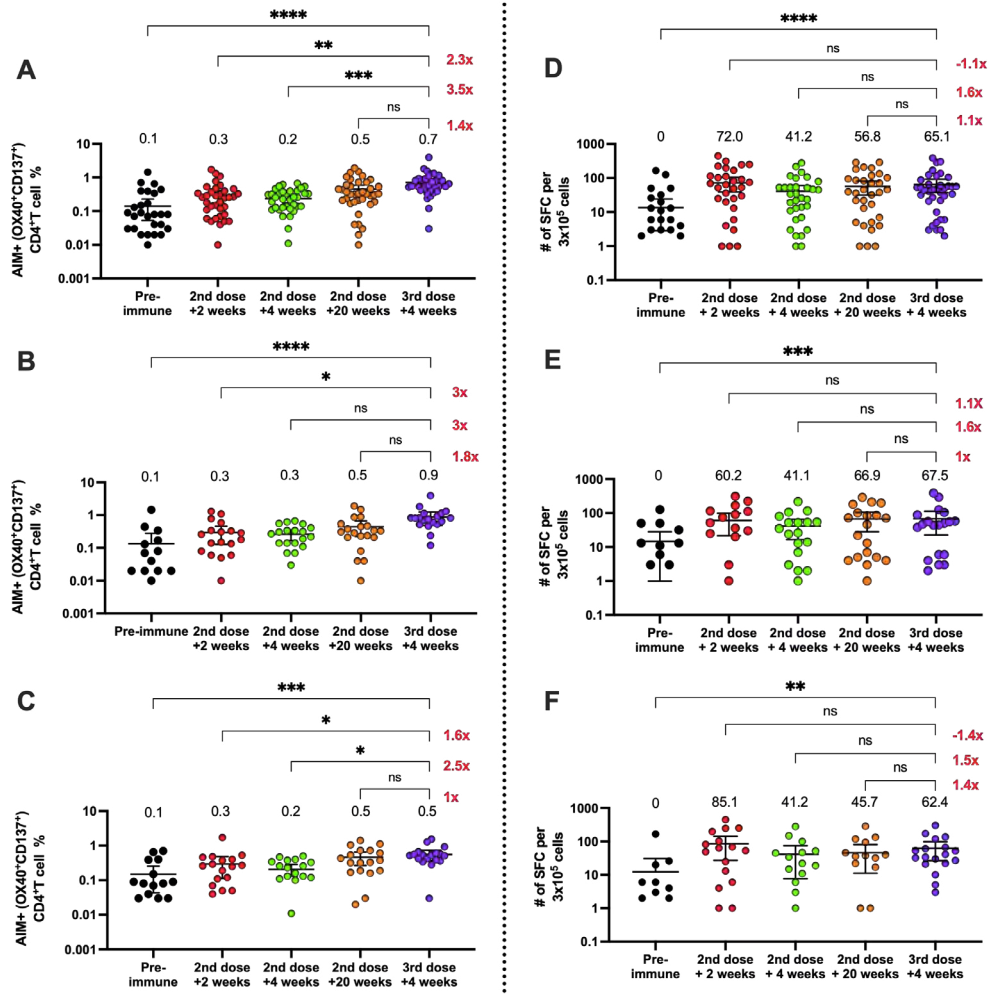 A
****
**
2.3x
***
3.5x
ns
1.4x
0.1 0.3 0.2 0.5 0.7
AIM+ (OX40⁺CD137⁺)
CD4⁺T cell %
10
1
0.1
0.01
0.001
Pre-
immune
2nd dose
+2 weeks
2nd dose
+4 weeks
2nd dose
+20 weeks
3rd dose
+4 weeks
B
****
*
3x
ns
3x
ns
1.8x
0.1 0.3 0.3 0.5 0.9
AIM+ (OX40⁺CD137⁺)
CD4⁺T cell %
10
1
0.1
0.01
0.001
Pre-immune
2nd dose
+2 weeks
2nd dose
+4 weeks
2nd dose
+20 weeks
3rd dose
+4 weeks
C
***
*
1.6x
*
2.5x
ns
1x
0.1 0.3 0.2 0.5 0.5
AIM+ (OX40⁺CD137⁺)
CD4⁺T cell %
10
1
0.1
0.01
0.001
Pre-
immune
2nd dose
+2 weeks
2nd dose
+4 weeks
2nd dose
+20 weeks
3rd dose
+4 weeks
D
****
ns
-1.1x
ns
1.6x
ns
1.1x
0 72.0 41.2 56.8 65.1
# of SFC per
3x10⁵ cells
1000
100
10
1
0.1
Pre-
immune
2nd dose
+ 2 weeks
2nd dose
+ 4 weeks
2nd dose
+ 20 weeks
3rd dose
+ 4 weeks
E
***
ns
1.1X
ns
1.6x
ns
1x
0 60.2 41.1 66.9 67.5
# of SFC per
3x10⁵ cells
1000
100
10
1
0.1
Pre-
immune
2nd dose
+ 2 weeks
2nd dose
+ 4 weeks
2nd dose
+ 20 weeks
3rd dose
+4 weeks
F
**
ns
-1.4x
ns
1.5x
ns
1.4x
0 85.1 41.2 45.7 62.4
# of SFC per
3x10⁵ cells
1000
100
10
1
0.1
Pre-
immune
2nd dose
+ 2 weeks
2nd dose
+ 4 weeks
2nd dose
+ 20 weeks
3rd dose
+4 weeks